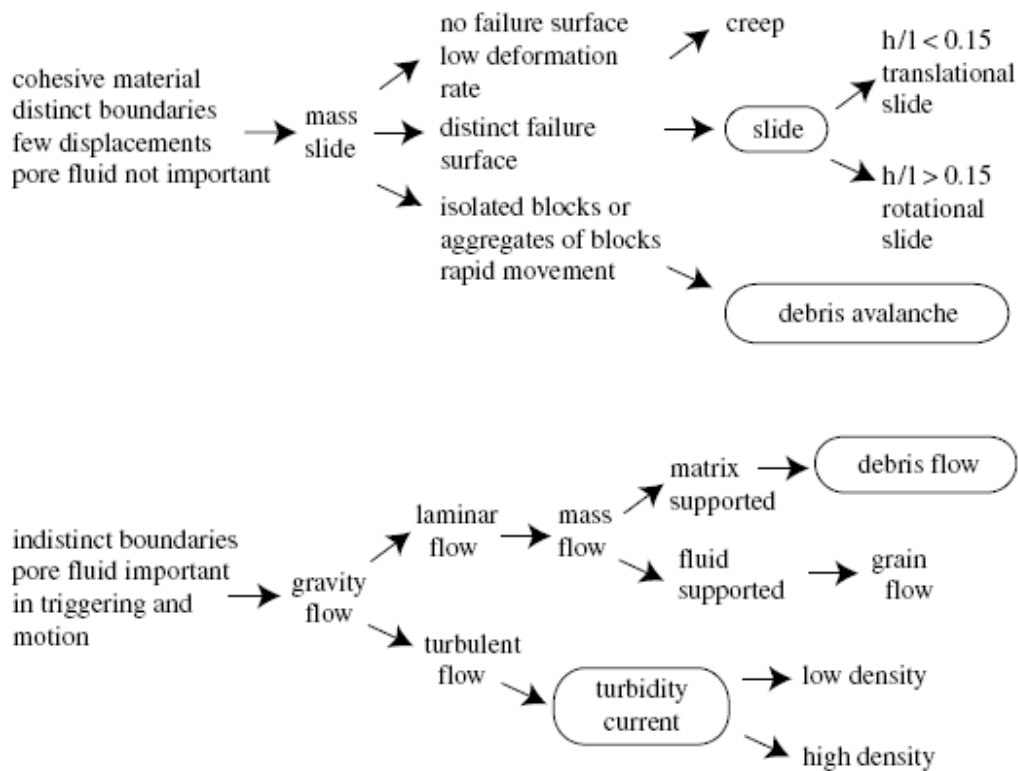 cohesive material
distinct boundaries
few displacements
pore fluid not important
mass
slide
no failure surface
low deformation
rate
distinct failure
surface
isolated blocks or
aggregates of blocks
rapid movement
creep
slide
h/l < 0.15
translational
slide
h/l > 0.15
rotational
slide
debris avalanche
indistinct boundaries
pore fluid important
in triggering and
motion
gravity
flow
laminar
flow
mass
flow
matrix
supported
debris flow
fluid
supported
grain
flow
turbulent
flow
turbidity
current
low density
high density